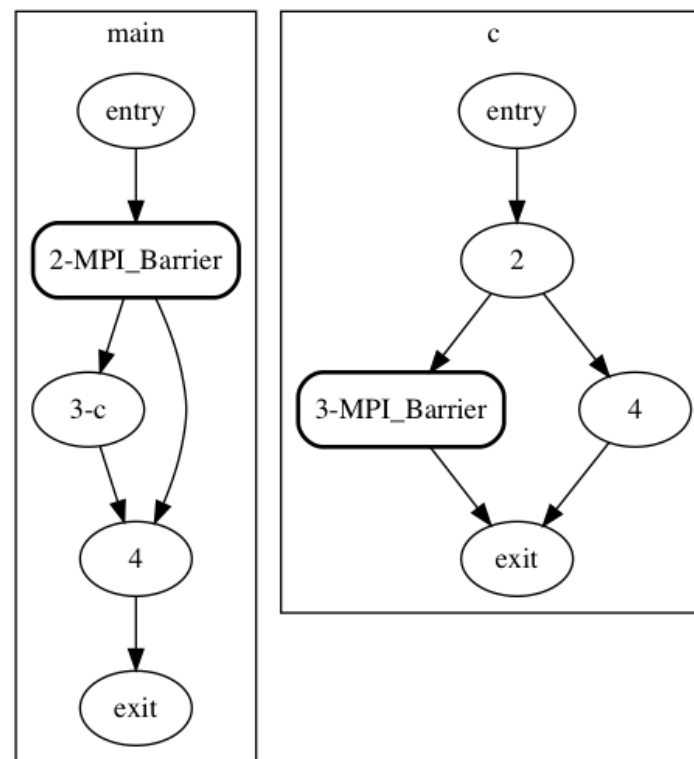 main
entry
2-MPI_Barrier
3-c
4
exit
c
entry
2
3-MPI_Barrier
4
exit